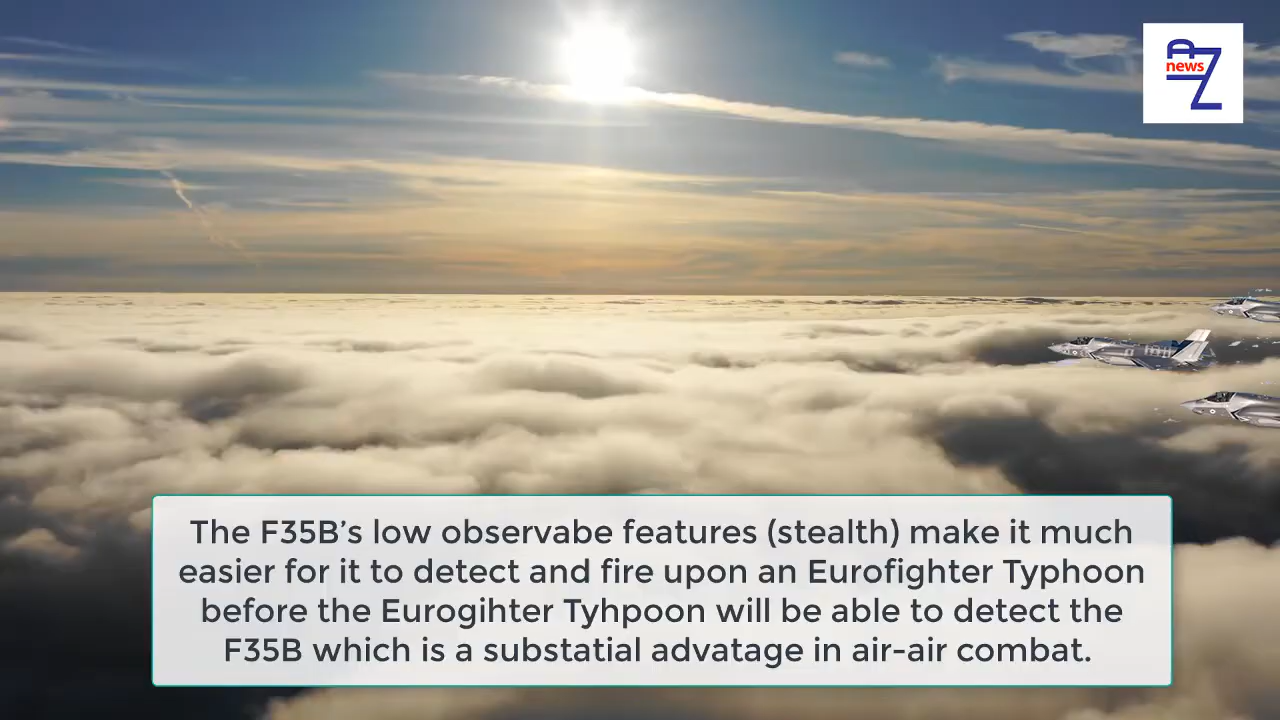 A
news
Z
The F35B’s low observabe features (stealth) make it much
easier for it to detect and fire upon an Eurofighter Typhoon
before the Eurogihter Tyhpoon will be able to detect the
F35B which is a substatial advatage in air-air combat.